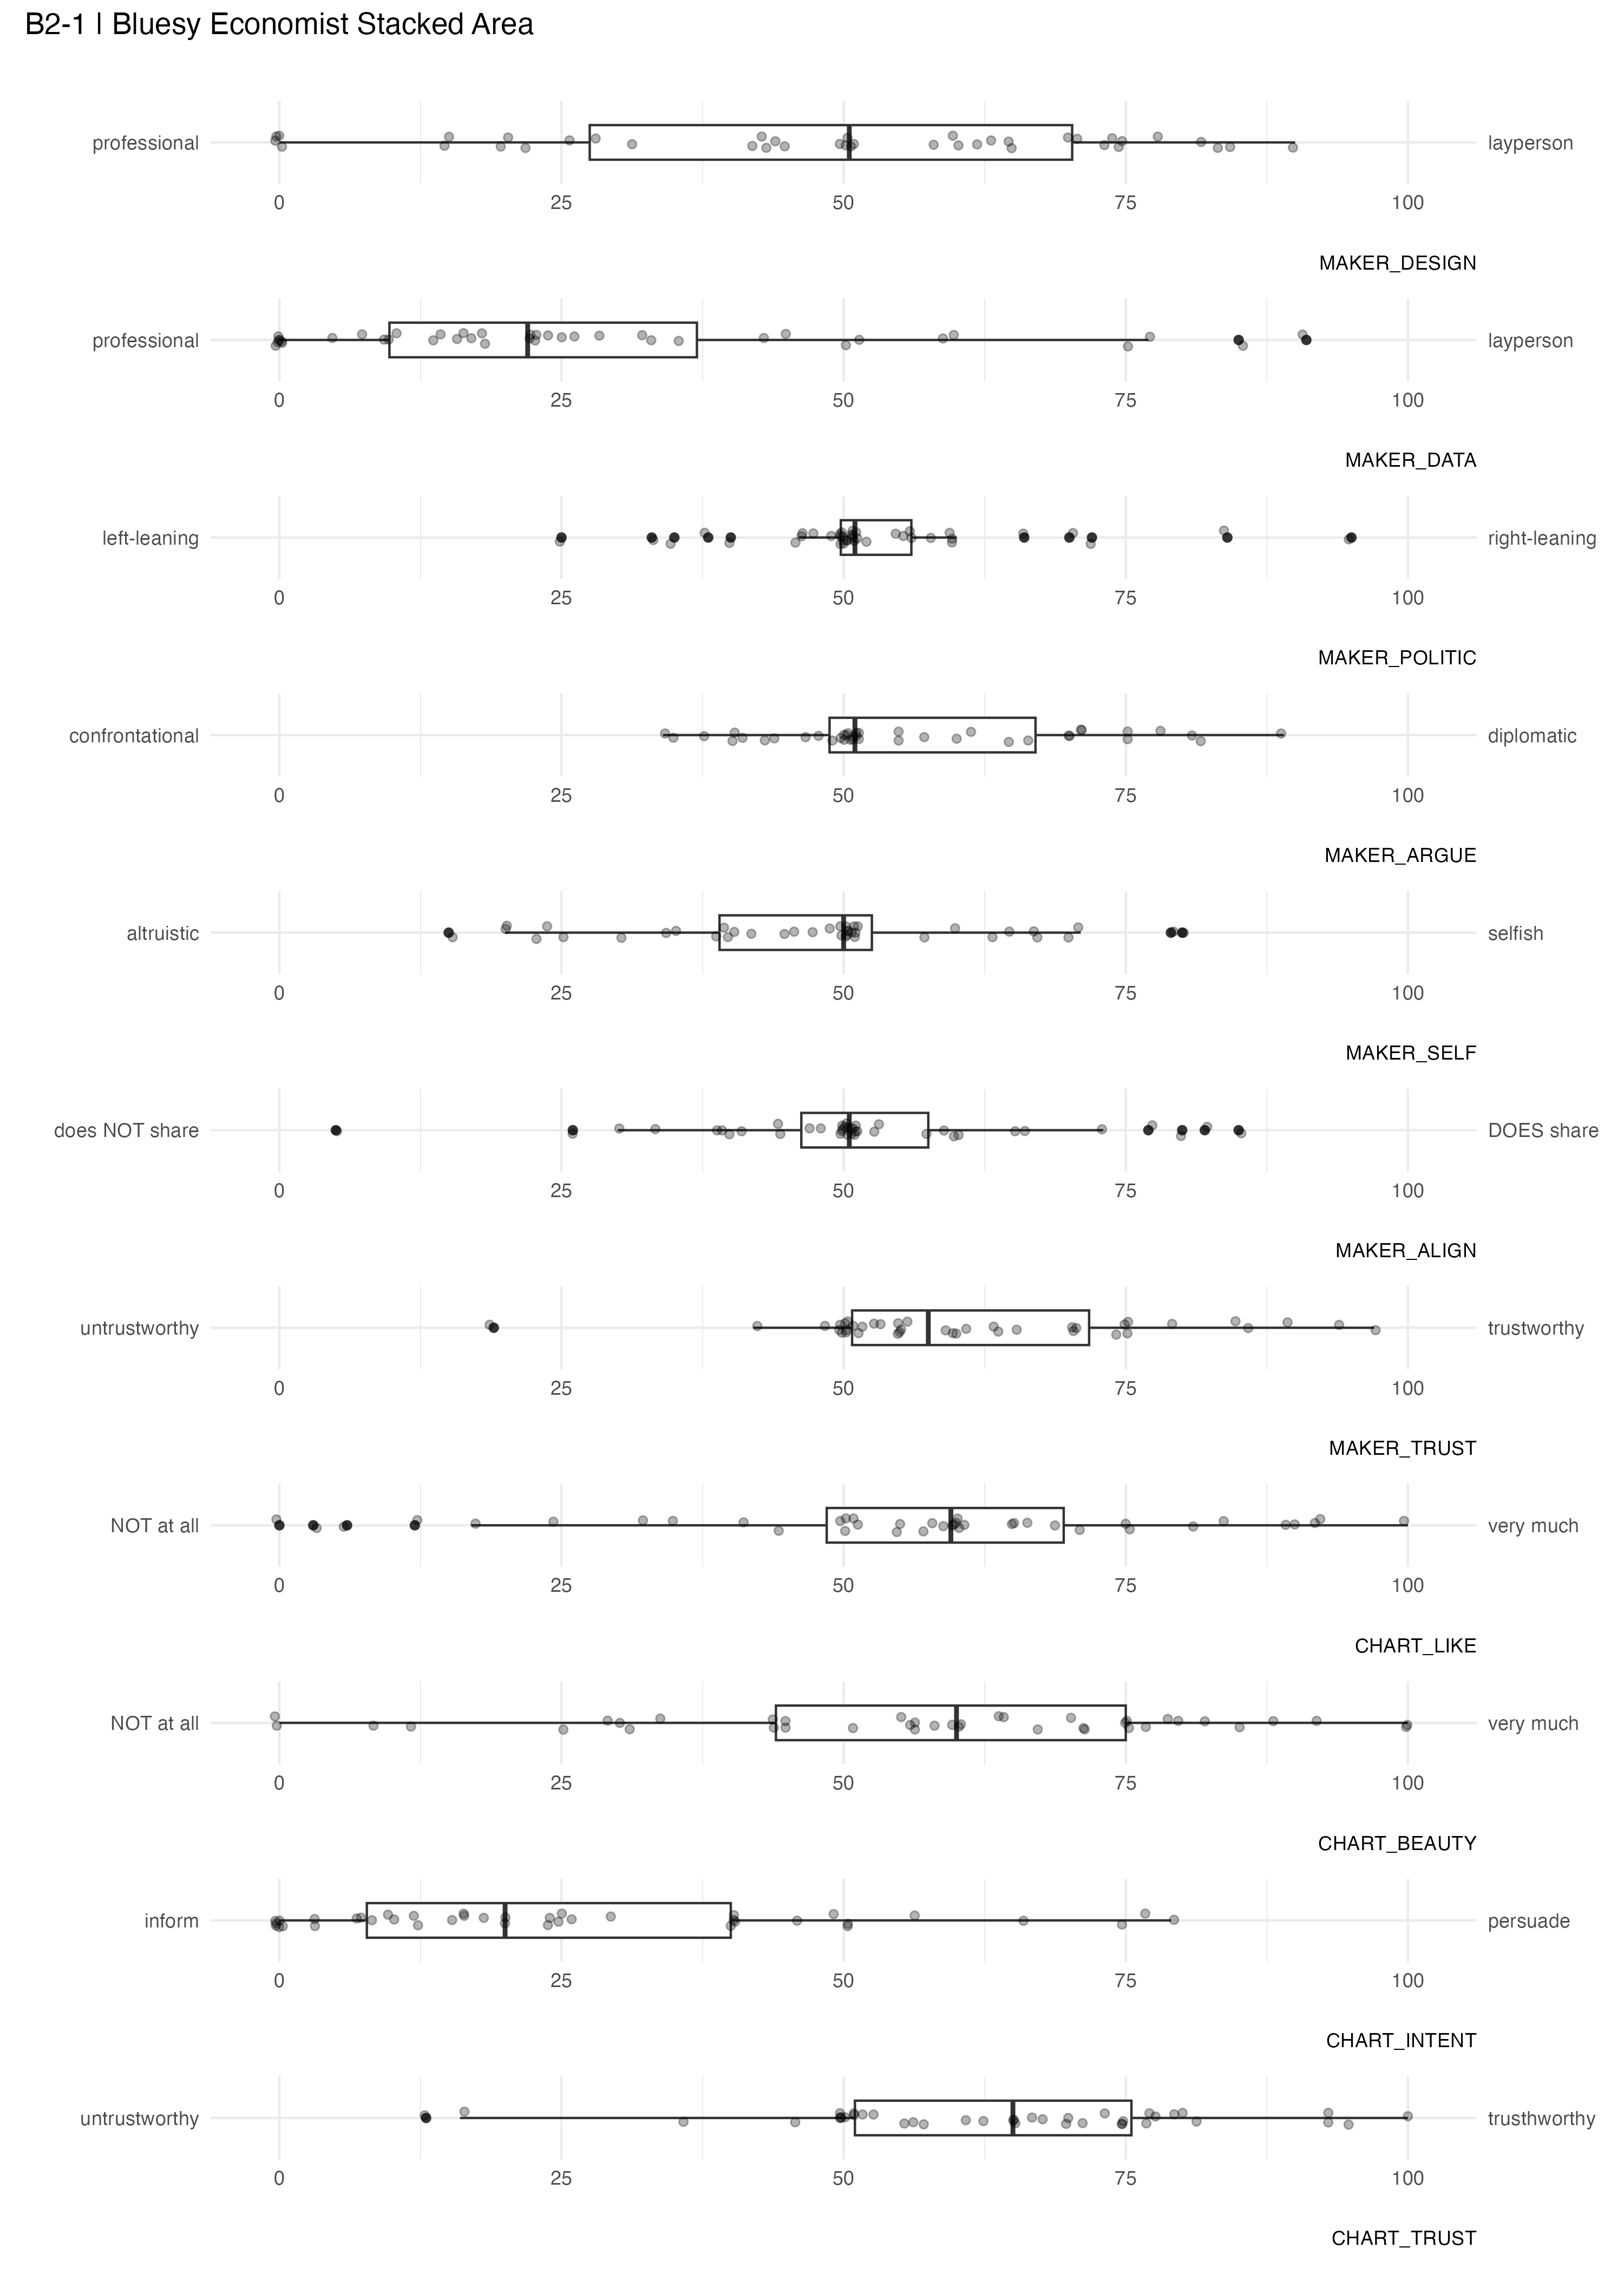 B2-1 | Bluesy Economist Stacked Area
professional layperson
0 25 50 75 100
MAKER_DESIGN
professional layperson
0 25 50 75 100
MAKER_DATA
left-leaning right-leaning
0 25 50 75 100
MAKER_POLITIC
confrontational diplomatic
0 25 50 75 100
MAKER_ARGUE
altruistic selfish
0 25 50 75 100
MAKER_SELF
does NOT share DOES share
0 25 50 75 100
MAKER_ALIGN
untrustworthy trustworthy
0 25 50 75 100
MAKER_TRUST
NOT at all very much
0 25 50 75 100
CHART_LIKE
NOT at all very much
0 25 50 75 100
CHART_BEAUTY
inform persuade
0 25 50 75 100
CHART_INTENT
untrustworthy trusthworthy
0 25 50 75 100
CHART_TRUST